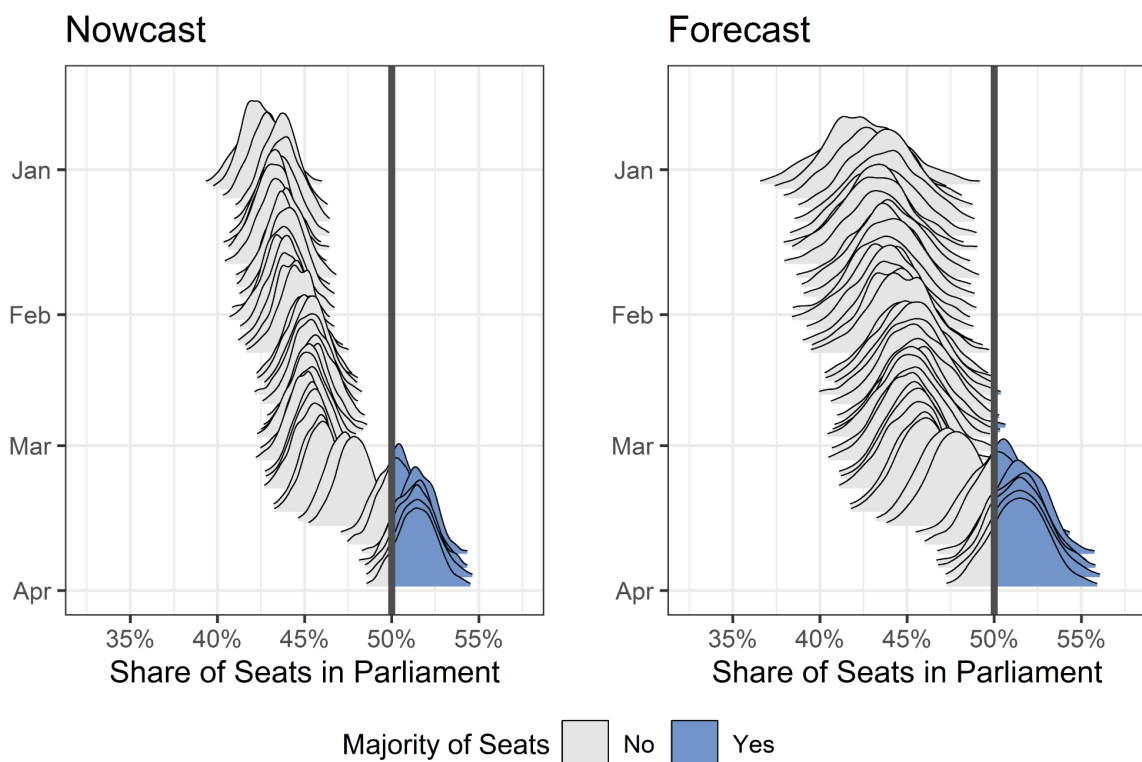 Nowcast
Forecast
Jan
Feb
Mar
Apr
35% 40% 45% 50% 55%
Share of Seats in Parliament
Jan
Feb
Mar
Apr
35% 40% 45% 50% 55%
Share of Seats in Parliament
Majority of Seats No Yes